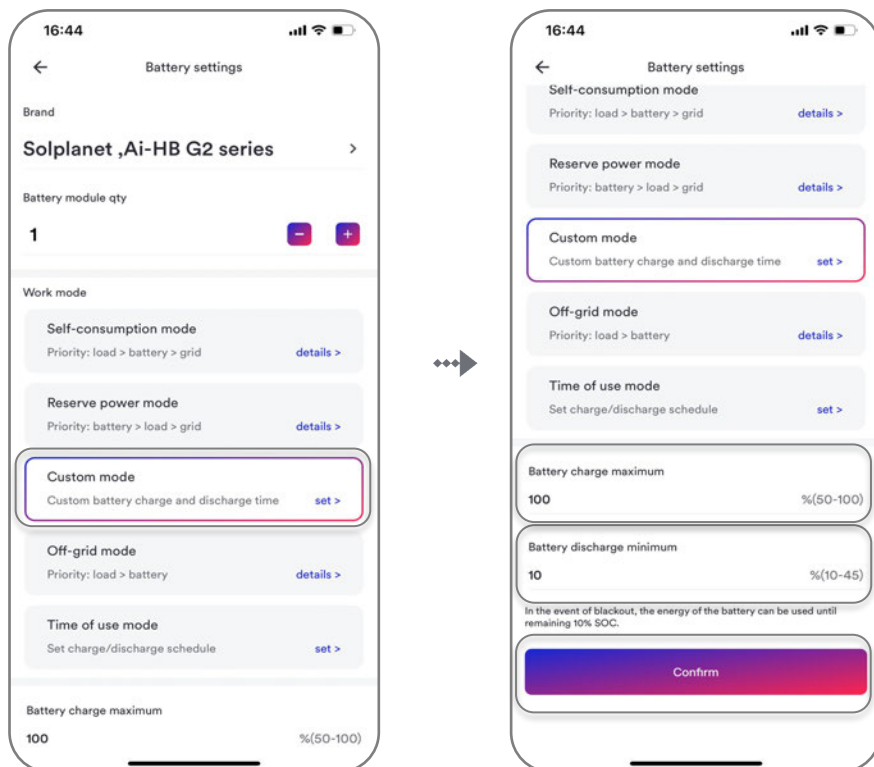 16:44
Battery settings
Brand
Solplanet ,Ai-HB G2 series >
Battery module qty
1 - +
Work mode
Self-consumption mode
Priority: load > battery > grid details >
Reserve power mode
Priority: battery > load > grid details >
Custom mode
Custom battery charge and discharge time set >
Off-grid mode
Priority: load > battery details >
Time of use mode
Set charge/discharge schedule set >
Battery charge maximum
100 %(50-100)
16:44
Battery settings
Self-consumption mode
Priority: load > battery > grid details >
Reserve power mode
Priority: battery > load > grid details >
Custom mode
Custom battery charge and discharge time set >
Off-grid mode
Priority: load > battery details >
Time of use mode
Set charge/discharge schedule set >
Battery charge maximum
100 %(50-100)
Battery discharge minimum
10 %(10-45)
In the event of blackout, the energy of the battery can be used until
remaining 10% SOC.
Confirm